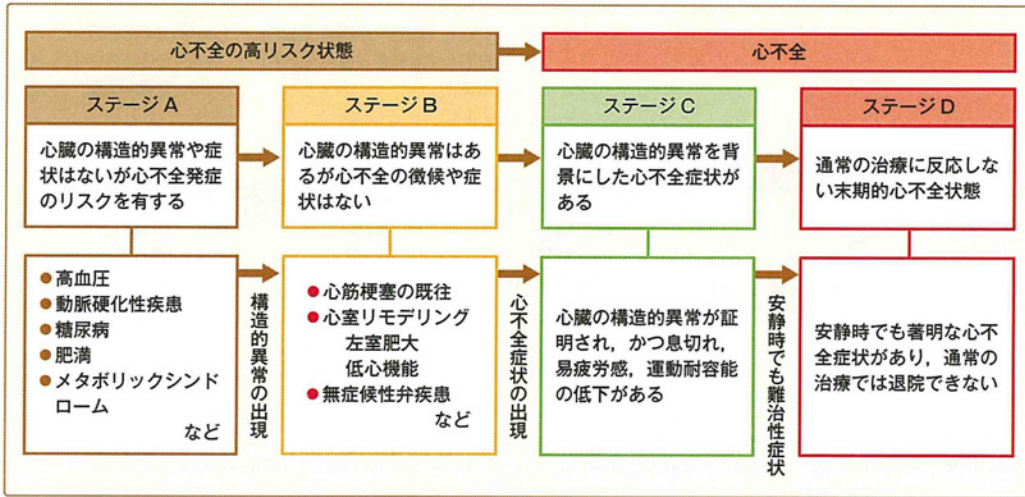 心不全の高リスク状態
心不全
ステージA
心臓の構造的異常や症
状はないが心不全発症
のリスクを有する
ステージB
心臓の構造的異常はあ
るが心不全の徴候や症
状はない
ステージC
心臓の構造的異常を背
景にした心不全症状が
ある
ステージD
通常の治療に反応しな
い末期的心不全状態
●高血圧
●動脈硬化性疾患
●糖尿病
●肥満
●メタボリックシンド
ローム
など
構造的異常の出現
●心筋梗塞の既往
●心室リモデリング
左室肥大
低心機能
●無症候性弁疾患
など
心不全症状の出現
心臓の構造的異常が証
明され,かつ息切れ,
易疲労感,運動耐容能
の低下がある
安静時でも難治性症状
安静時でも著明な心不
全症状があり,通常の
治療では退院できない